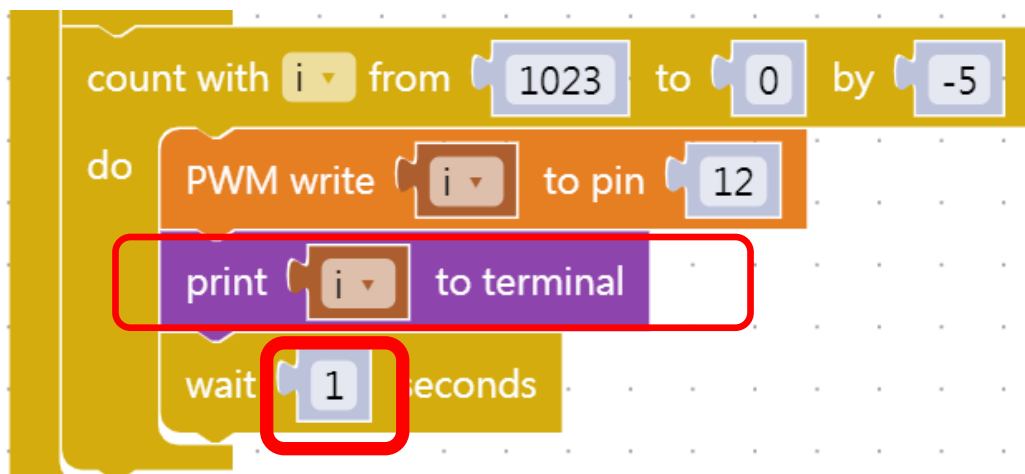 count with i from 1023 to 0 by -5
do
PWM write i to pin 12
print i to terminal
wait 1 seconds